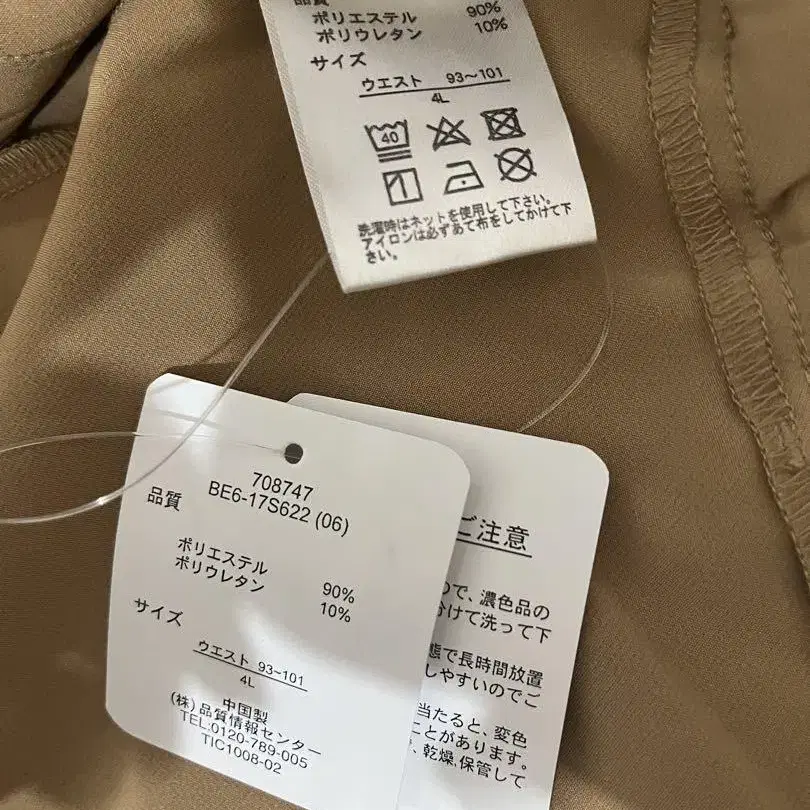 品質
ポリエステル 90%
ポリウレタン 10%
サイズ
ウエスト 93～101
4L
40
洗濯時はネットを使用して下さい。
アイロンは必ずあて布をしてかけて下
さい。
708747
BE6-17S622 (06)
品質
ポリエステル 90%
ポリウレタン 10%
サイズ
ウエスト 93~101
4L
中国製
(株)品質情報センター
TEL:0120-789-005
TIC1008-02
ご注意
ので、濃色品の
分けて洗って下
態で長時間放置
しやすいのでご
当たると、変色
ことがあります。
、乾燥、保管して